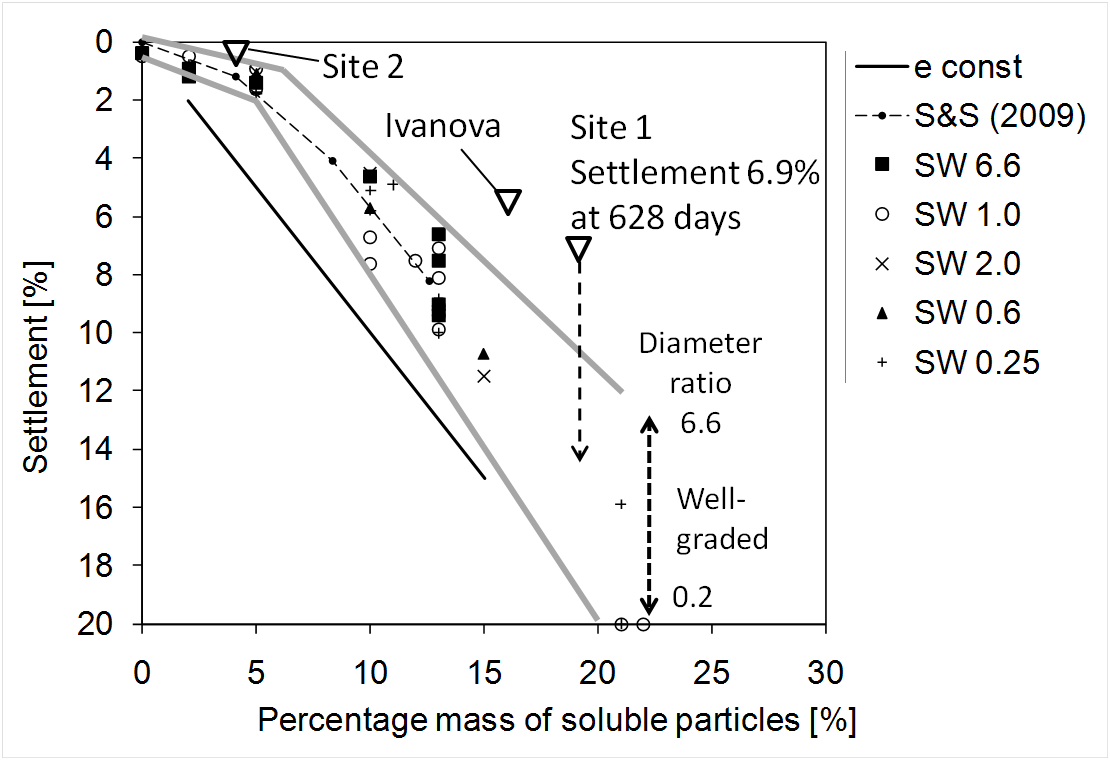 0
2
4
6
8
10
12
14
16
18
20
Settlement [%]
0
5
10
15
20
25
30
Percentage mass of soluble particles [%]
Site 2
Ivanova
Site 1
Settlement 6.9%
at 628 days
Diameter
ratio
6.6
Well-
graded
0.2
e const
S&S (2009)
SW 6.6
SW 1.0
SW 2.0
SW 0.6
SW 0.25